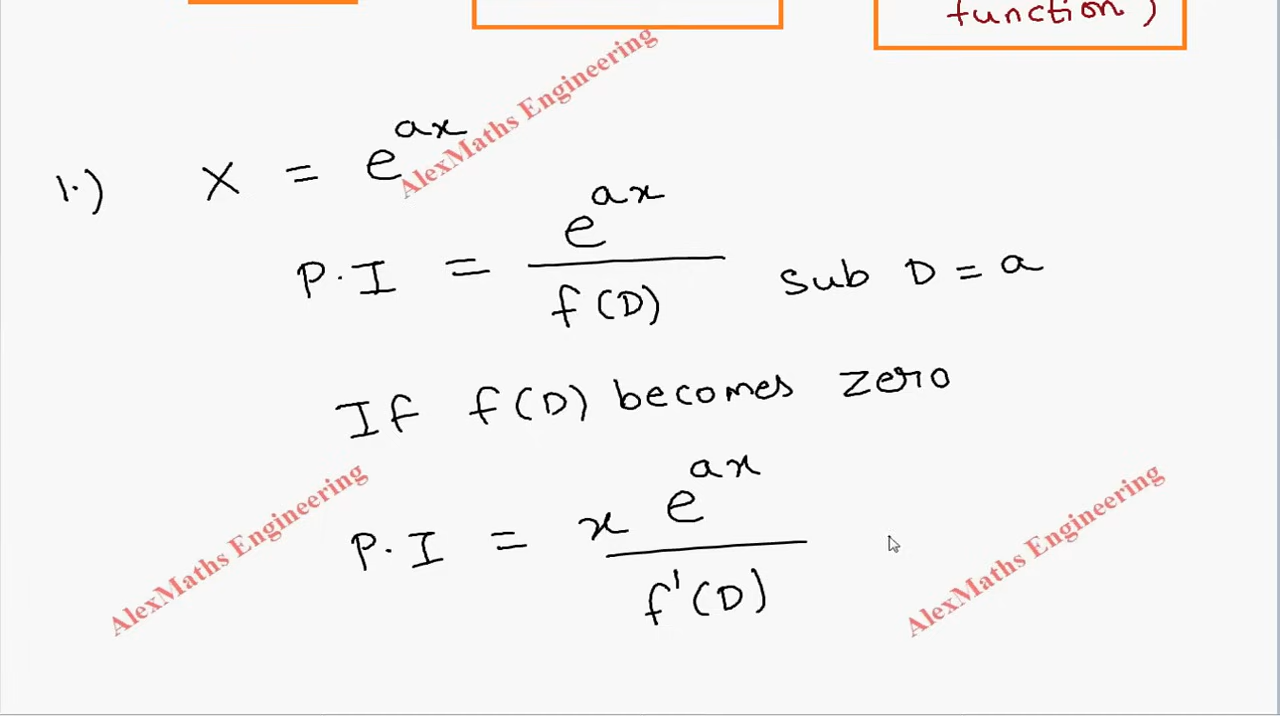 function)
1.) X = e^{ax}
P.I = e^{ax} / f(D) sub D = a
If f(D) becomes zero
P.I = x e^{ax} / f'(D)
AlexMaths Engineering
AlexMaths Engineering
AlexMaths Engineering